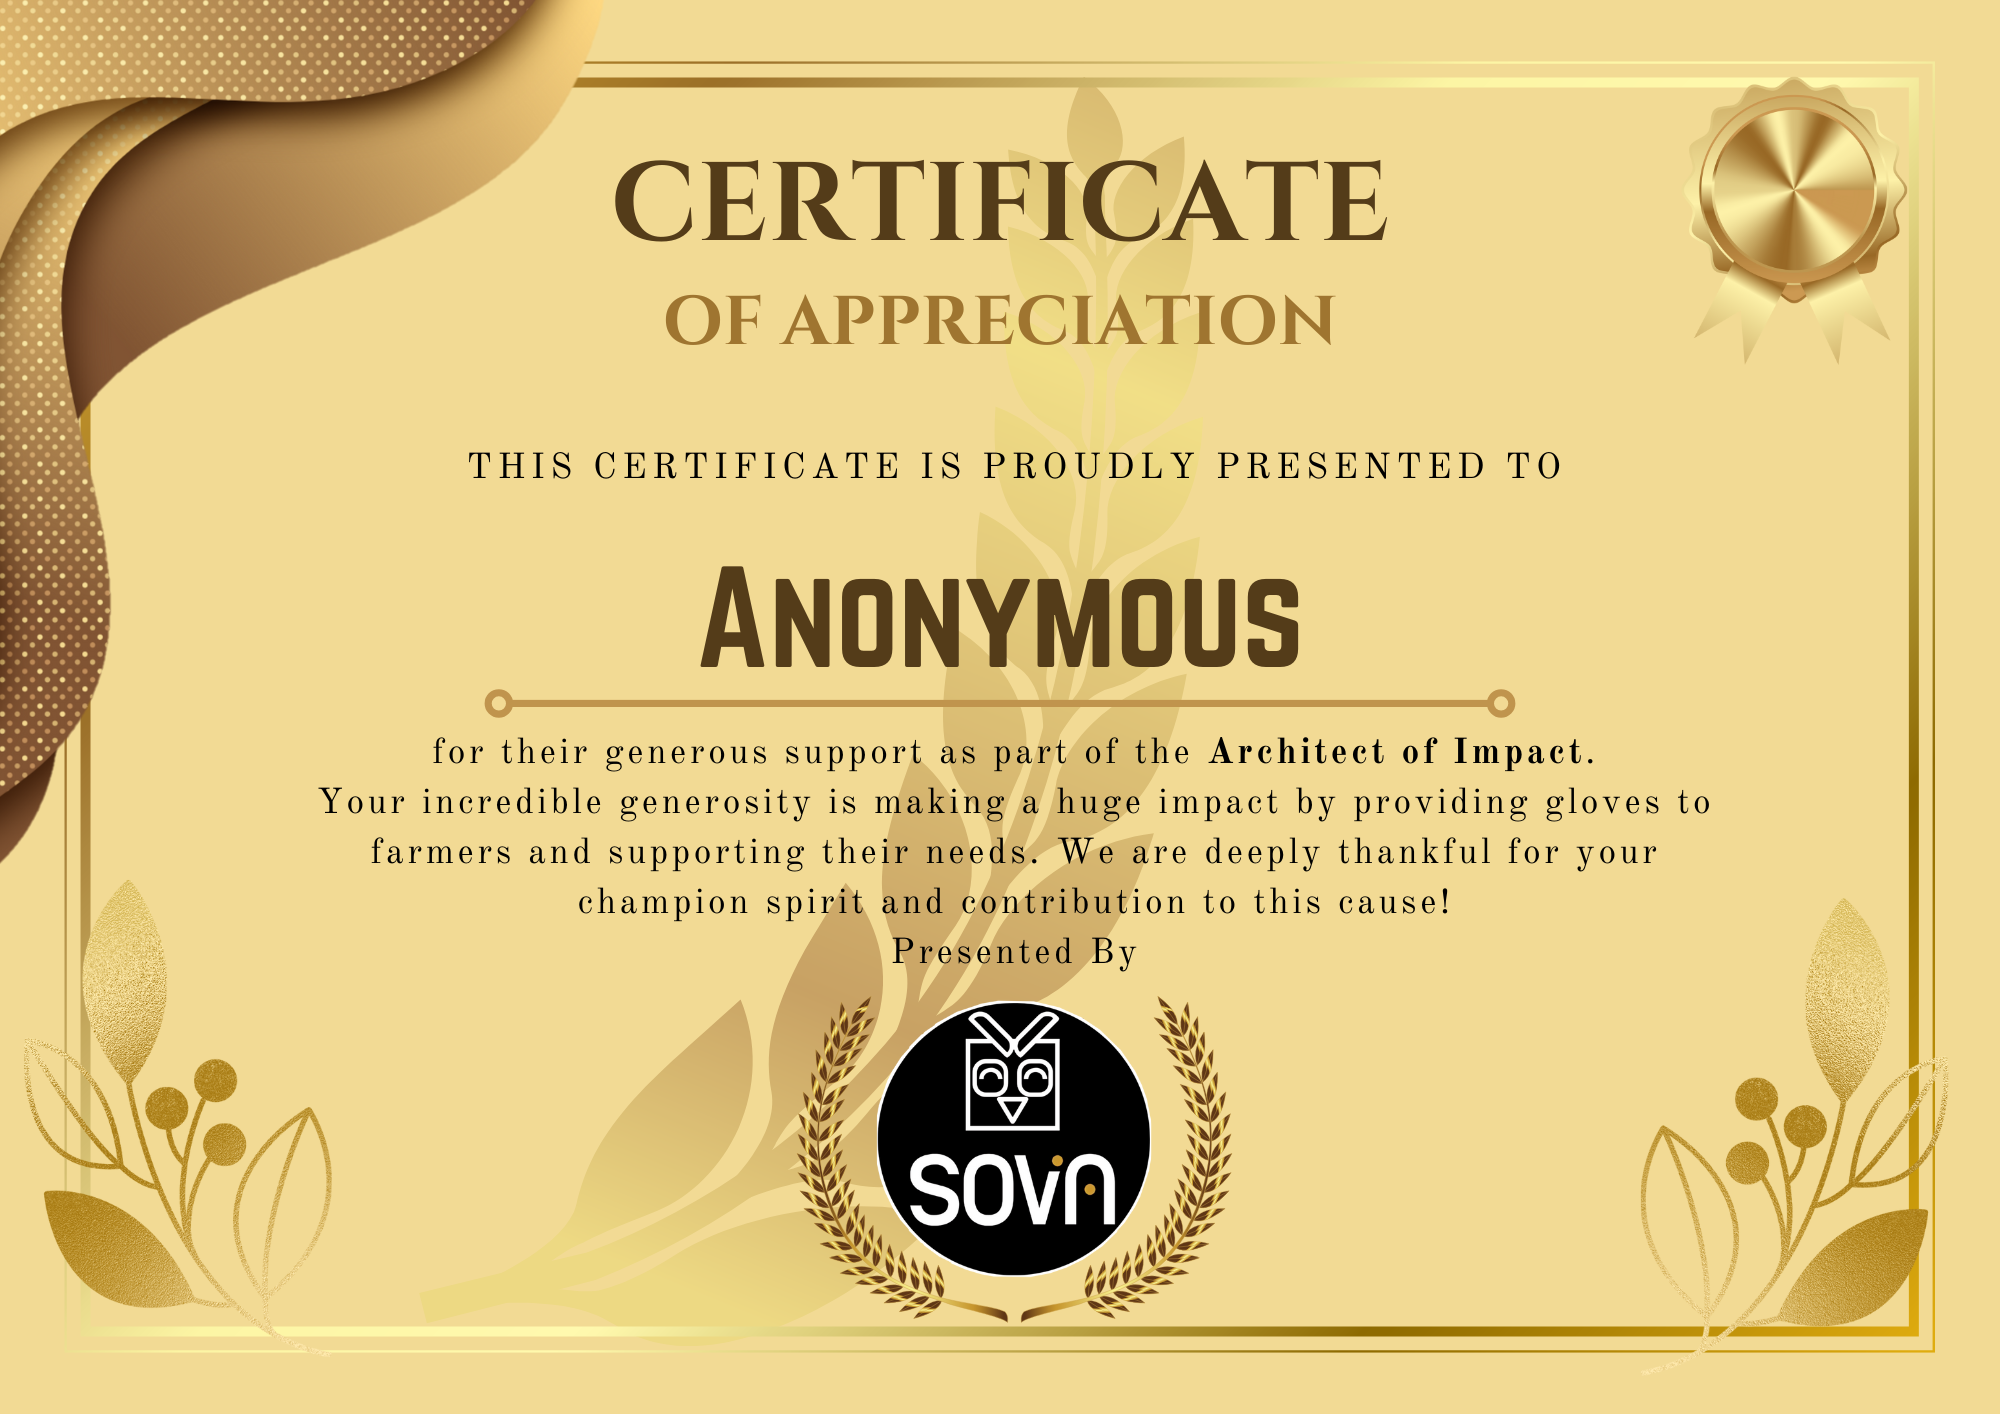 CERTIFICATE
OF APPRECIATION
THIS CERTIFICATE IS PROUDLY PRESENTED TO
ANONYMOUS
for their generous support as part of the Architect of Impact.
Your incredible generosity is making a huge impact by providing gloves to
farmers and supporting their needs. We are deeply thankful for your
champion spirit and contribution to this cause!
Presented By
SOViA